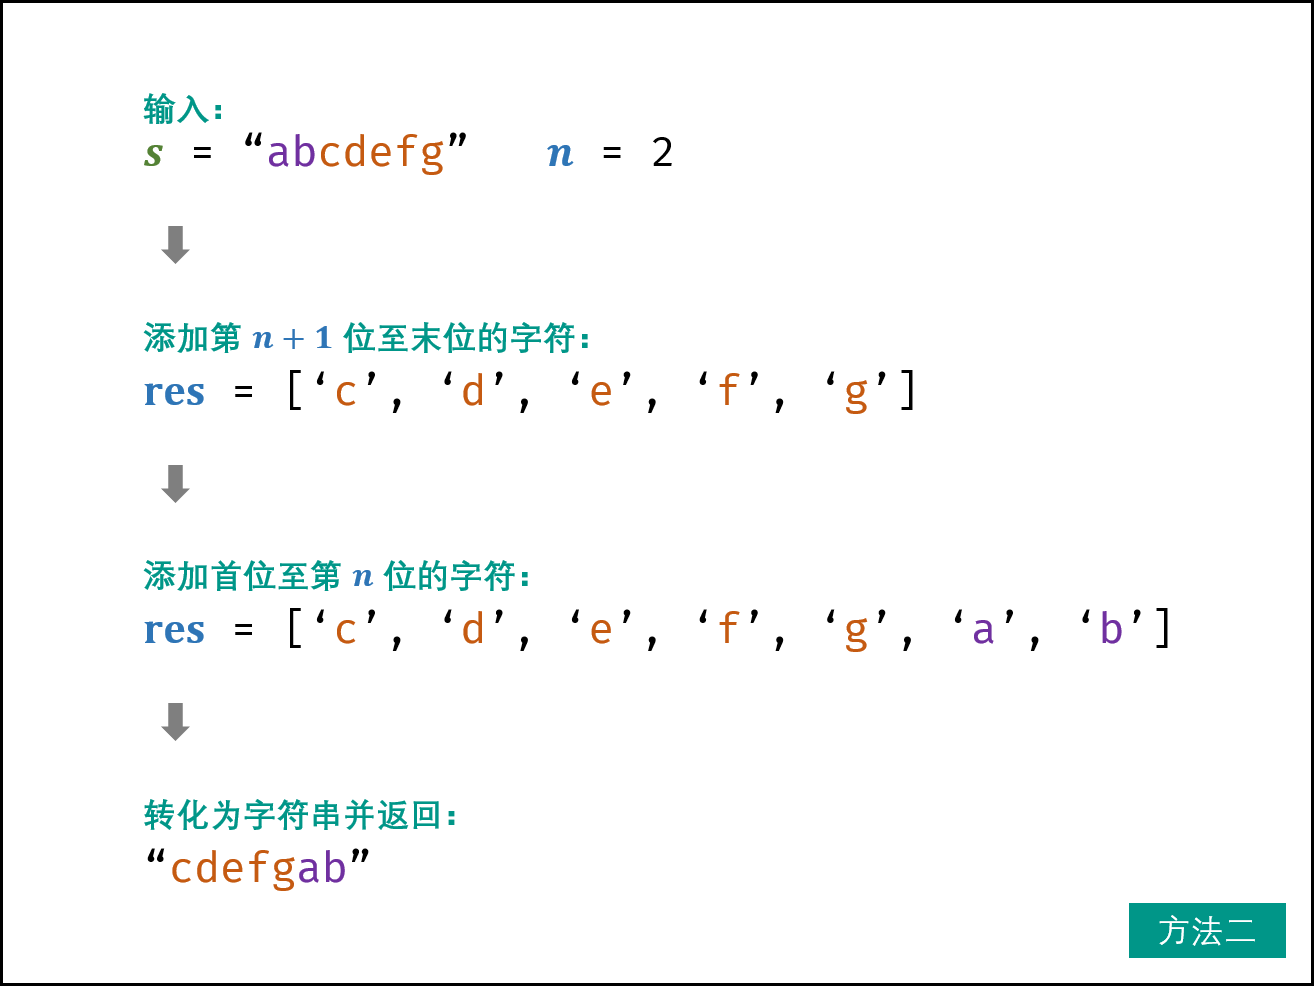 输入：
s = “abcdefg” n = 2
添加第 n + 1 位至末位的字符：
res = [‘c’, ‘d’, ‘e’, ‘f’, ‘g’]
添加首位至第 n 位的字符：
res = [‘c’, ‘d’, ‘e’, ‘f’, ‘g’, ‘a’, ‘b’]
转化为字符串并返回：
“cdefgab”
方法二